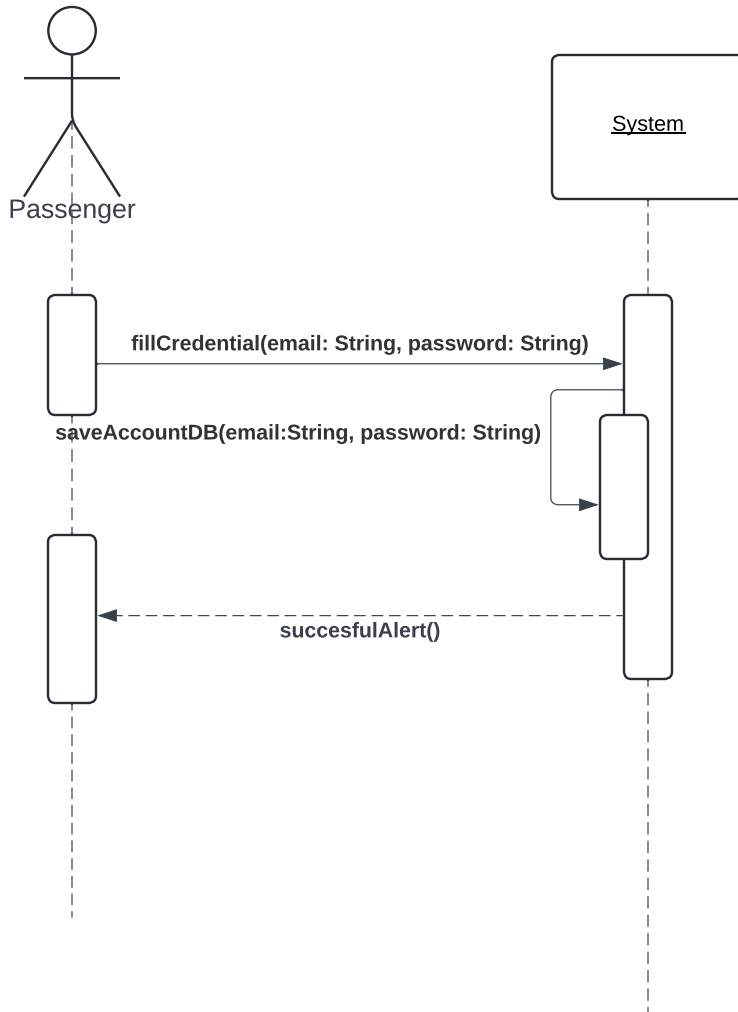 System
Passenger
fillCredential(email: String, password: String)
saveAccountDB(email:String, password: String)
succesfulAlert()